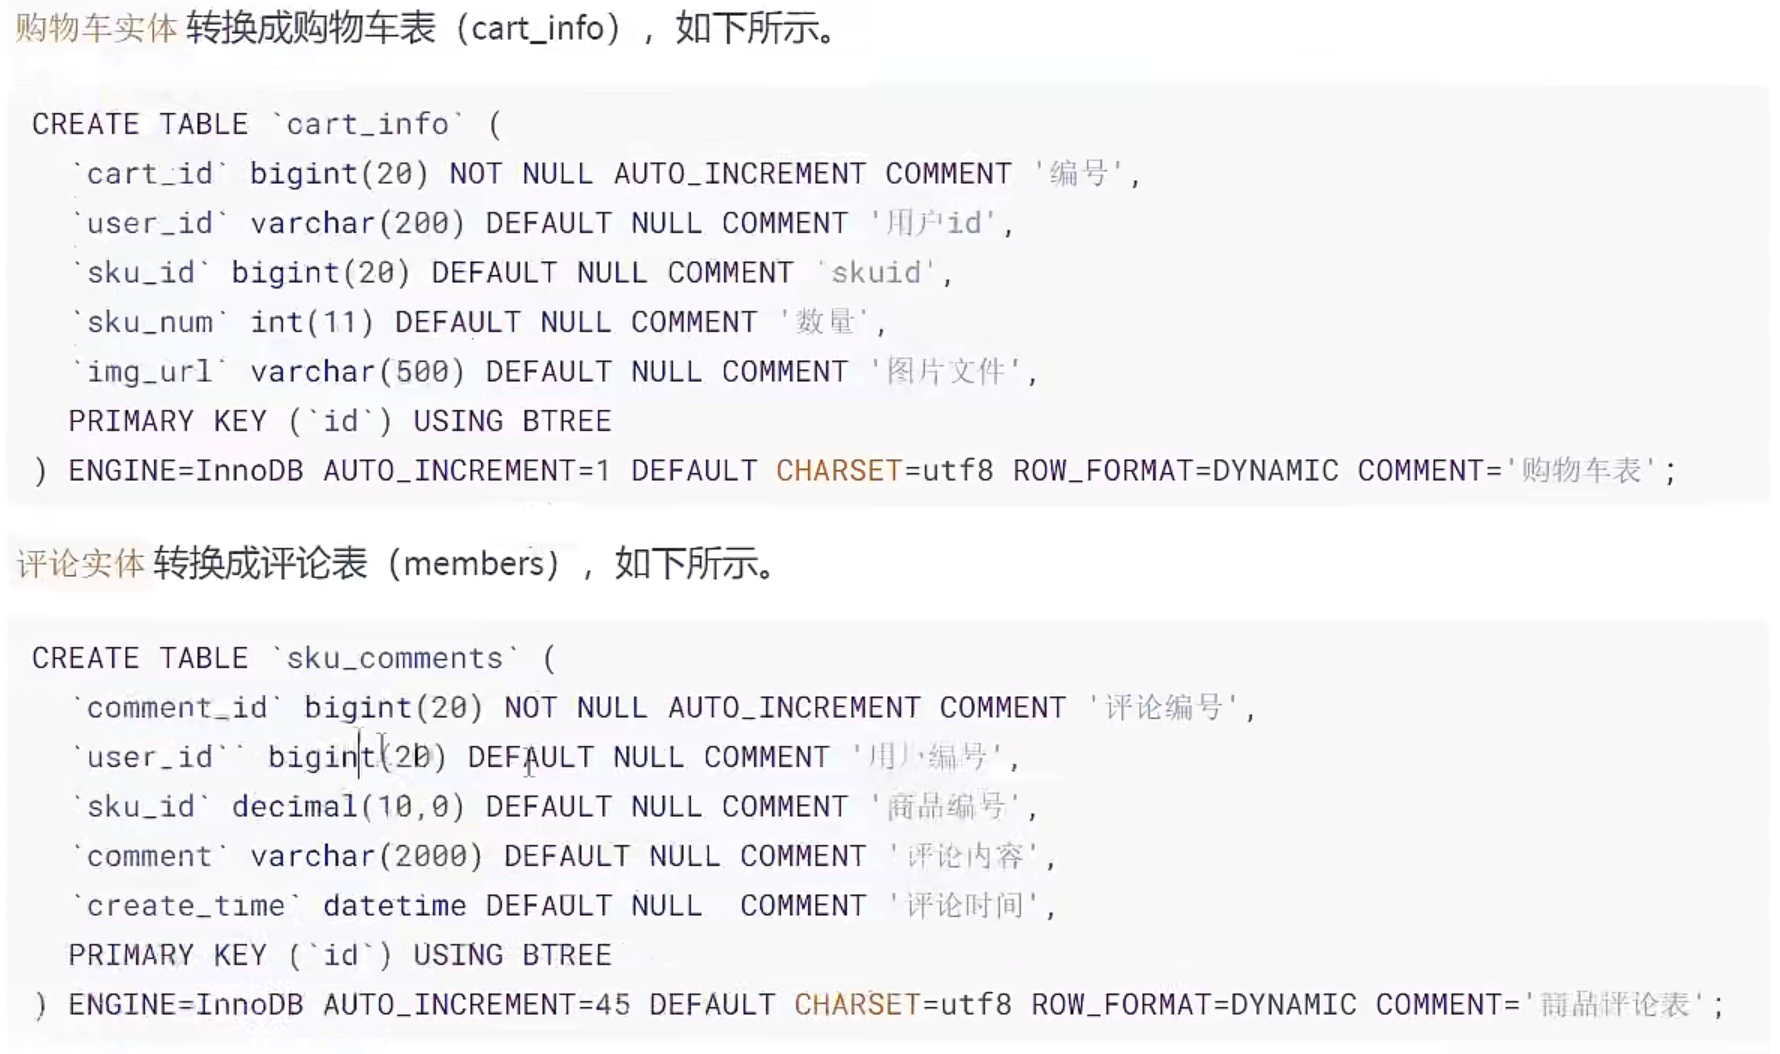 购物车实体 转换成购物车表（cart_info），如下所示。
CREATE TABLE `cart_info` (
`cart_id` bigint(20) NOT NULL AUTO_INCREMENT COMMENT '编号',
`user_id` varchar(200) DEFAULT NULL COMMENT '用户id',
`sku_id` bigint(20) DEFAULT NULL COMMENT `skuid',
`sku_num` int(11) DEFAULT NULL COMMENT '数量',
`img_url` varchar(500) DEFAULT NULL COMMENT '图片文件',
PRIMARY KEY (`id`) USING BTREE
) ENGINE=InnoDB AUTO_INCREMENT=1 DEFAULT CHARSET=utf8 ROW_FORMAT=DYNAMIC COMMENT='购物车表';
评论实体 转换成评论表（members），如下所示。
CREATE TABLE `sku_comments` (
`comment_id` bigint(20) NOT NULL AUTO_INCREMENT COMMENT '评论编号',
`user_id`` bigint(20) DEFAULT NULL COMMENT '用户编号',
`sku_id` decimal(10,0) DEFAULT NULL COMMENT '商品编号',
`comment` varchar(2000) DEFAULT NULL COMMENT '评论内容',
`create_time` datetime DEFAULT NULL  COMMENT '评论时间',
PRIMARY KEY (`id`) USING BTREE
) ENGINE=InnoDB AUTO_INCREMENT=45 DEFAULT CHARSET=utf8 ROW_FORMAT=DYNAMIC COMMENT='商品评论表';